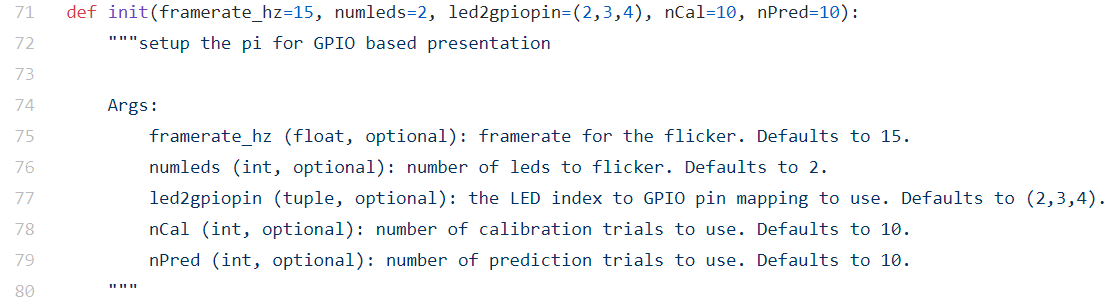 71 def init(framerate_hz=15, numleds=2, led2gpiopin=(2,3,4), nCal=10, nPred=10):
72     """setup the pi for GPIO based presentation
73
74     Args:
75         framerate_hz (float, optional): framerate for the flicker. Defaults to 15.
76         numleds (int, optional): number of leds to flicker. Defaults to 2.
77         led2gpiopin (tuple, optional): the LED index to GPIO pin mapping to use. Defaults to (2,3,4).
78         nCal (int, optional): number of calibration trials to use. Defaults to 10.
79         nPred (int, optional): number of prediction trials to use. Defaults to 10.
80     """